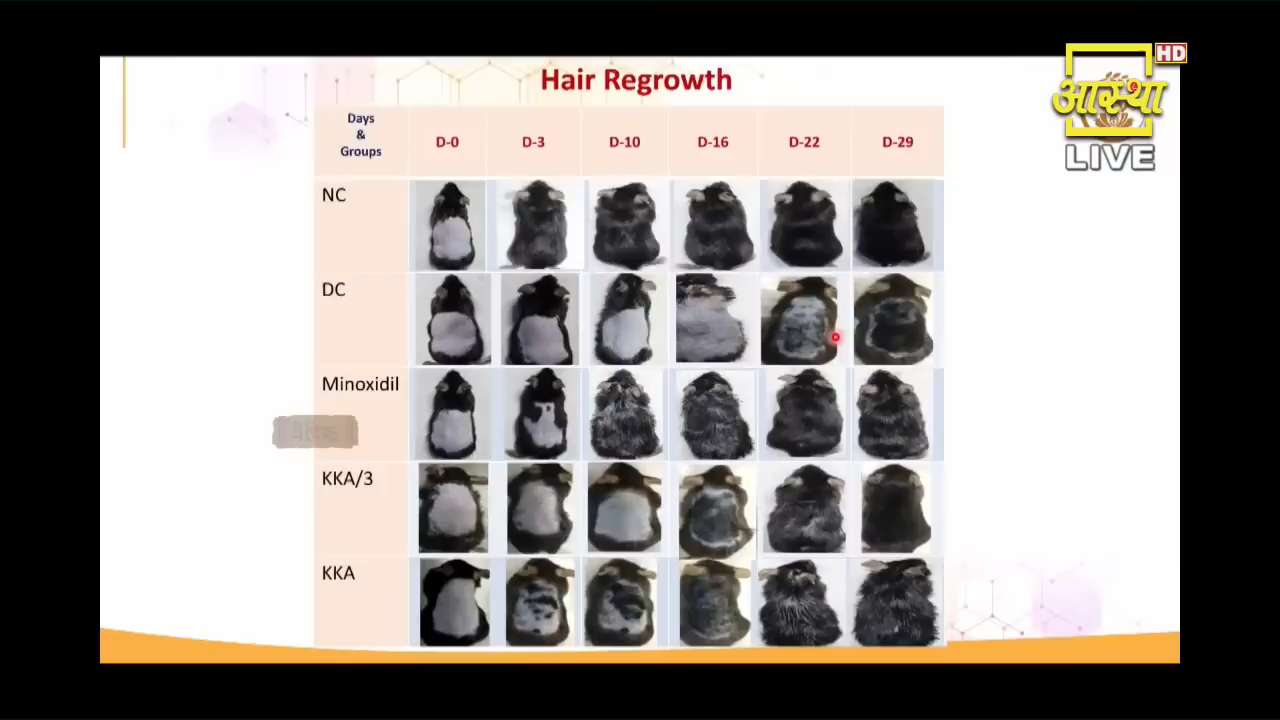 Hair Regrowth
HD
आस्था
LIVE
Days
&
Groups
D-0 D-3 D-10 D-16 D-22 D-29
NC
DC
Minoxidil
KKA/3
KKA